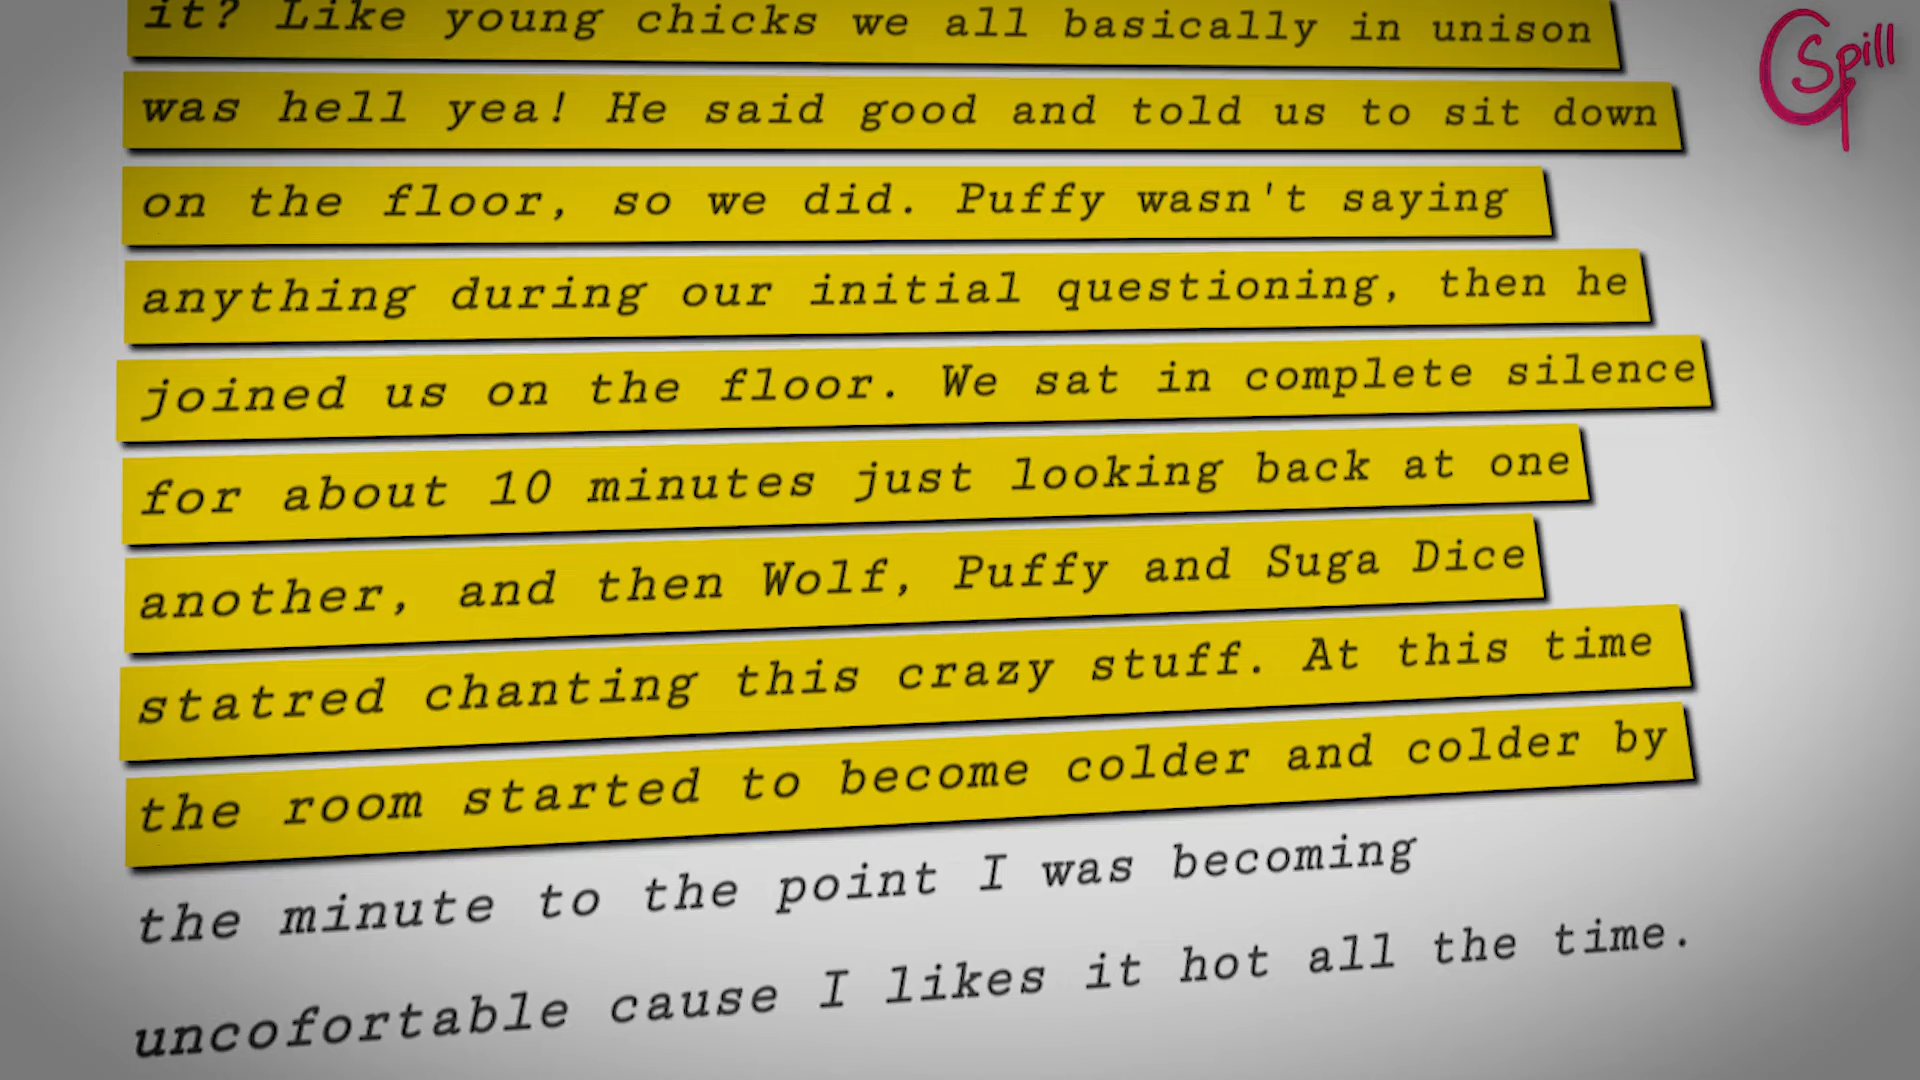 it? Like young chicks we all basically in unison
was hell yea! He said good and told us to sit down
on the floor, so we did. Puffy wasn't saying
anything during our initial questioning, then he
joined us on the floor. We sat in complete silence
for about 10 minutes just looking back at one
another, and then Wolf, Puffy and Suga Dice
statred chanting this crazy stuff. At this time
the room started to become colder and colder by
the minute to the point I was becoming
uncofortable cause I likes it hot all the time.
G Spill